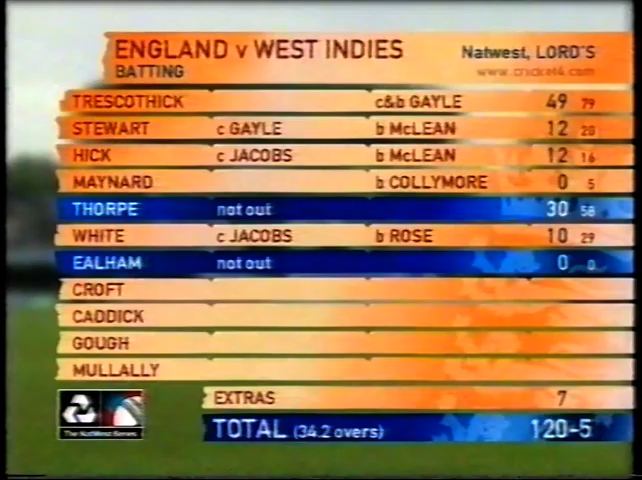 ENGLAND v WEST INDIES Natwest, LORD'S
BATTING www.cricket4.com
TRESCOTHICK c&b GAYLE 49 79
STEWART c GAYLE b McLEAN 12 20
HICK c JACOBS b McLEAN 12 16
MAYNARD b COLLYMORE 0 5
THORPE not out 30 58
WHITE c JACOBS b ROSE 10 29
EALHAM not out 0 0
CROFT
CADDICK
GOUGH
MULLALLY
EXTRAS 7
The NatWest Series TOTAL (34.2 overs) 120-5